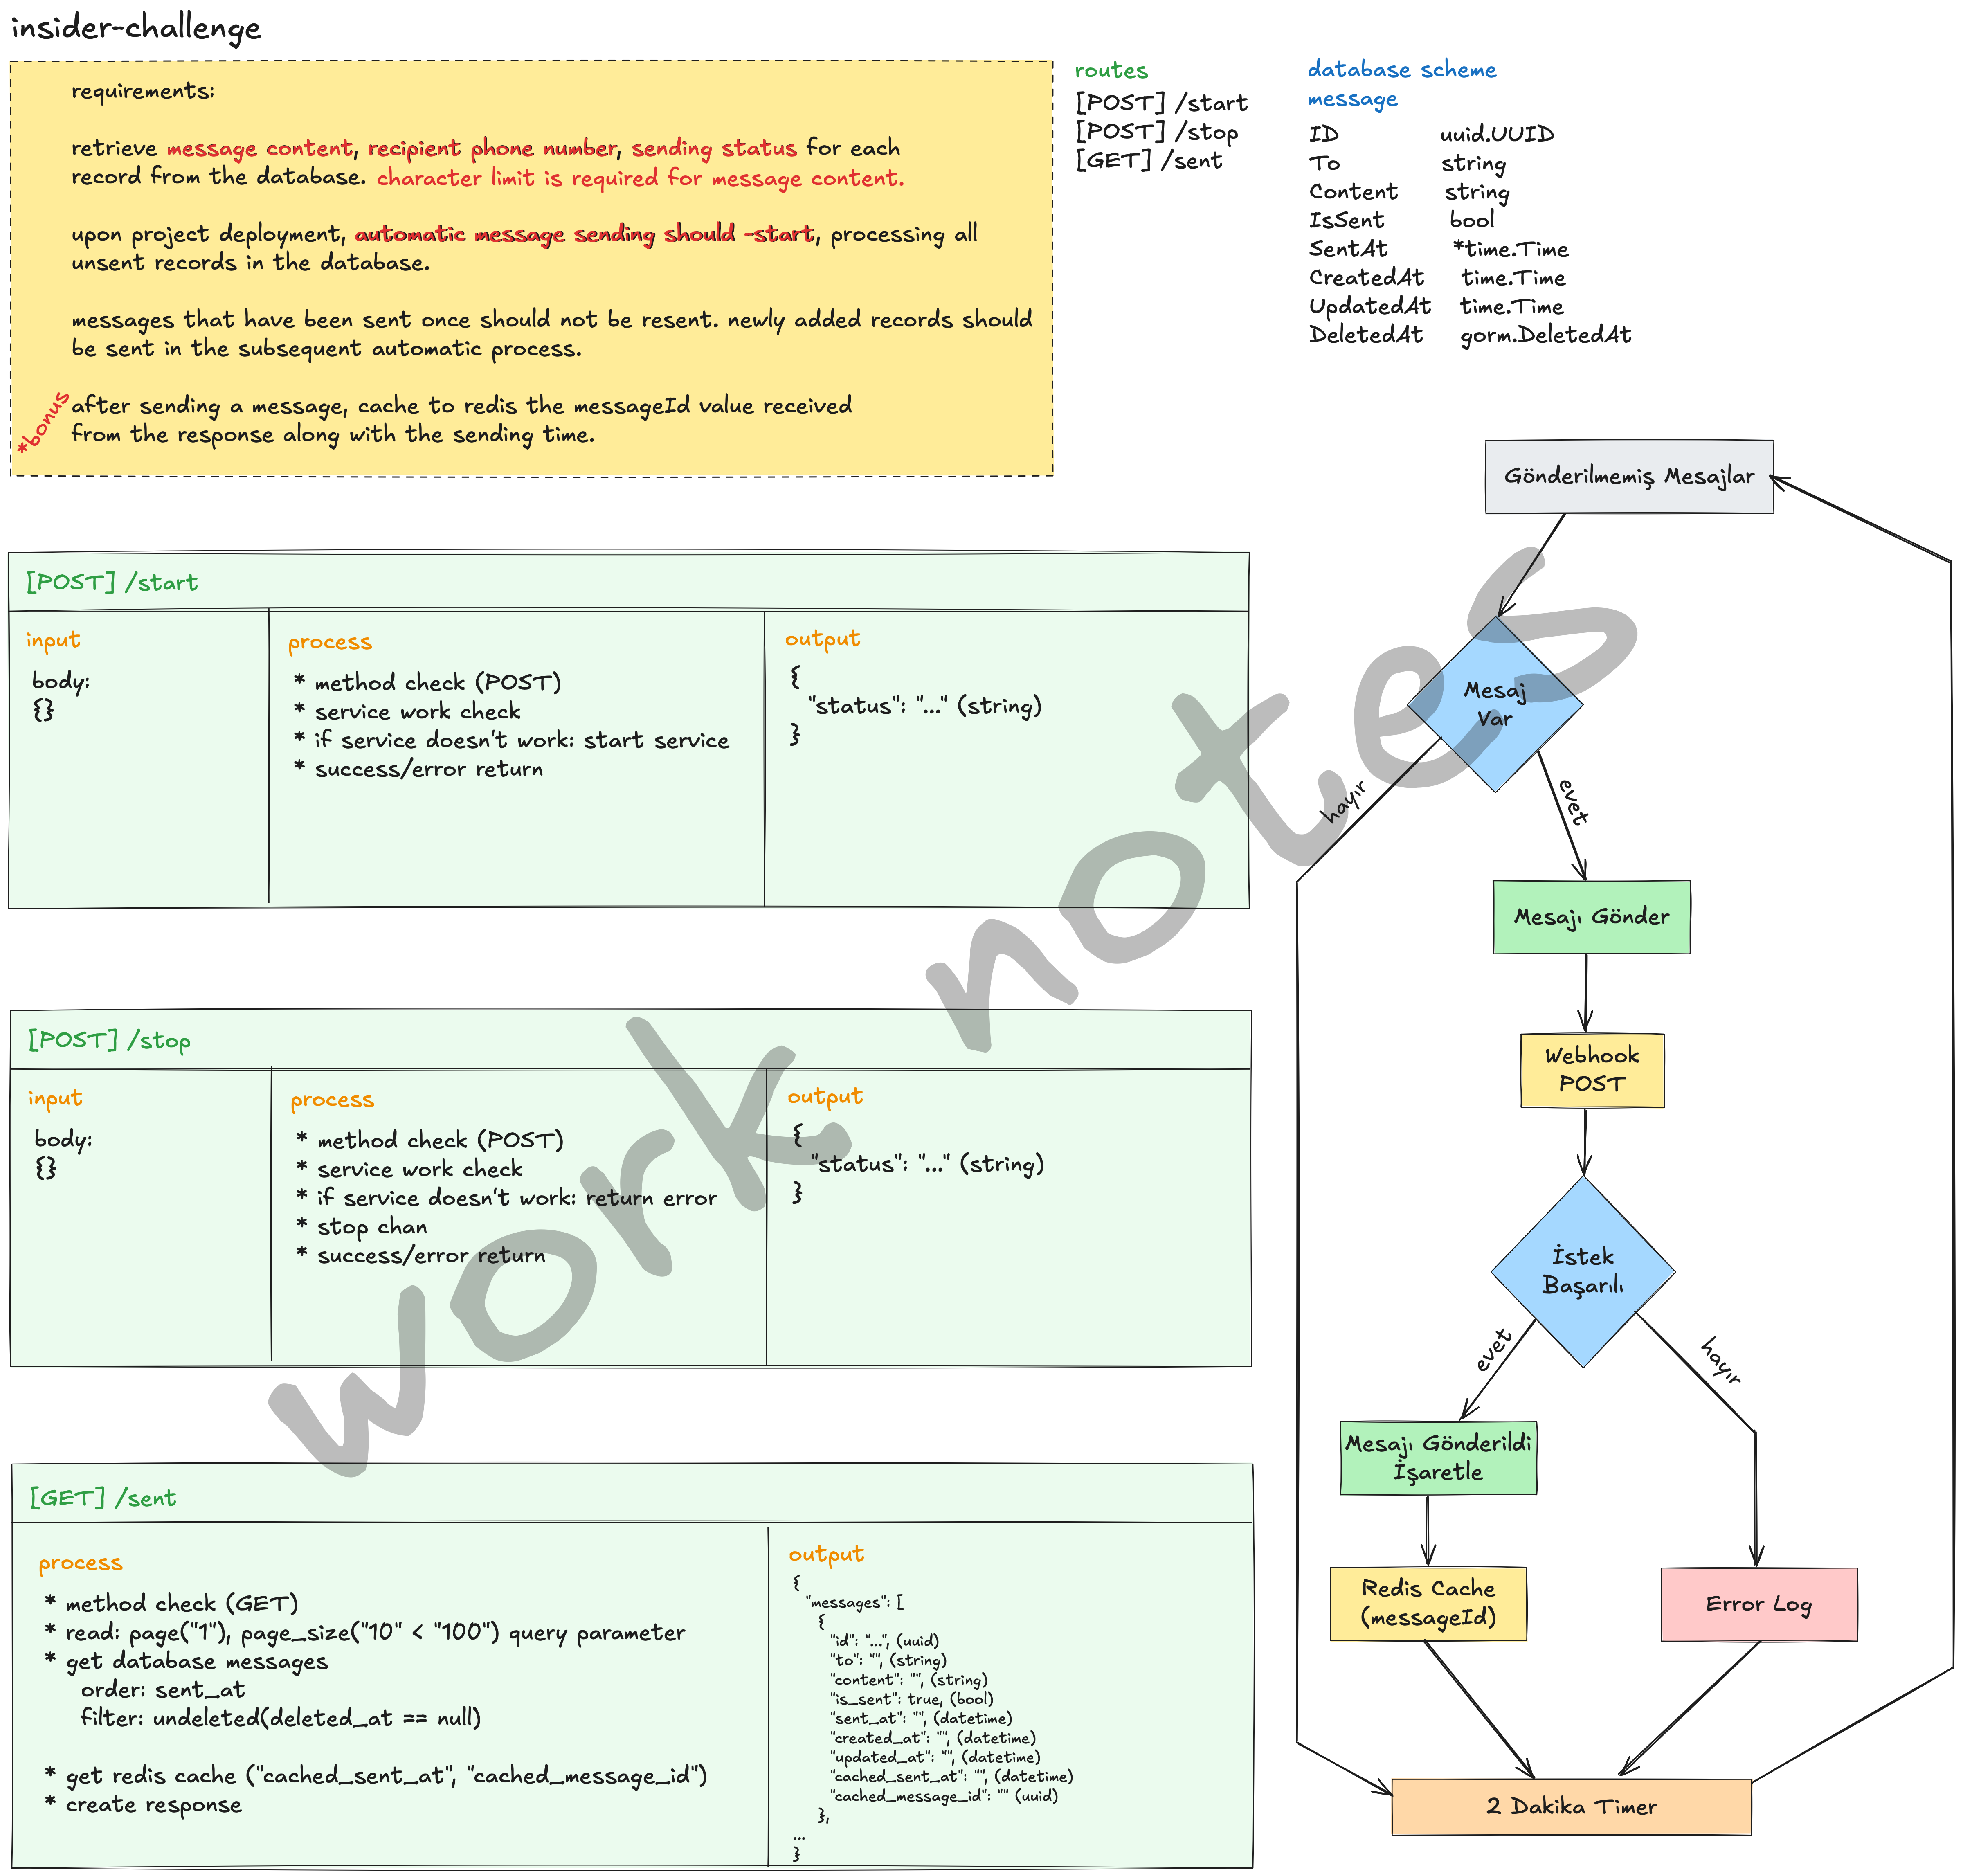 insider-challenge
requirements:
retrieve message content, recipient phone number, sending status for each
record from the database. character limit is required for message content.
upon project deployment, automatic message sending should -start, processing all
unsent records in the database.
messages that have been sent once should not be resent. newly added records should
be sent in the subsequent automatic process.
*bonus
after sending a message, cache to redis the messageId value received
from the response along with the sending time.
routes
[POST] /start
[POST] /stop
[GET] /sent
database scheme
message
ID uuid.UUID
To string
Content string
IsSent bool
SentAt *time.Time
CreatedAt time.Time
UpdatedAt time.Time
DeletedAt gorm.DeletedAt
[POST] /start
input
body:
{}
process
* method check (POST)
* service work check
* if service doesn't work: start service
* success/error return
output
{
"status": "..." (string)
}
[POST] /stop
input
body:
{}
process
* method check (POST)
* service work check
* if service doesn't work: return error
* stop chan
* success/error return
output
{
"status": "..." (string)
}
[GET] /sent
process
* method check (GET)
* read: page("1"), page_size("10" < "100") query parameter
* get database messages
order: sent_at
filter: undeleted(deleted_at == null)
* get redis cache ("cached_sent_at", "cached_message_id")
* create response
output
{
"messages": [
{
"id": "...", (uuid)
"to": "", (string)
"content": "", (string)
"is_sent": true, (bool)
"sent_at": "", (datetime)
"created_at": "", (datetime)
"updated_at": "", (datetime)
"cached_sent_at": "", (datetime)
"cached_message_id": "" (uuid)
},
...
}
work notes
Gönderilmemiş Mesajlar
Mesaj
Var
hayır
evet
Mesajı Gönder
Webhook
POST
İstek
Başarılı
evet
hayır
Mesajı Gönderildi
İşaretle
Redis Cache
(messageId)
Error Log
2 Dakika Timer